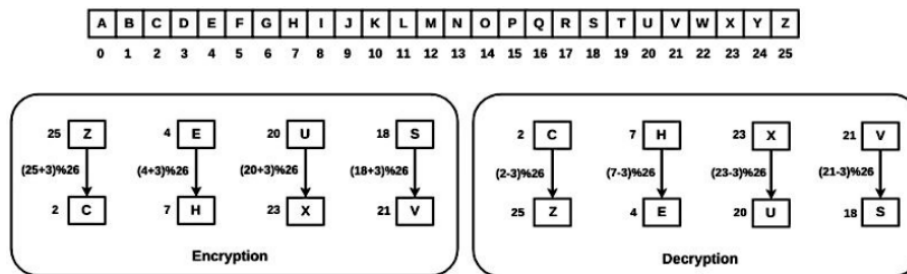 A B C D E F G H I J K L M N O P Q R S T U V W X Y Z
0 1 2 3 4 5 6 7 8 9 10 11 12 13 14 15 16 17 18 19 20 21 22 23 24 25
25 Z 4 E 20 U 18 S
(25+3)%26 (4+3)%26 (20+3)%26 (18+3)%26
2 C 7 H 23 X 21 V
Encryption
2 C 7 H 23 X 21 V
(2-3)%26 (7-3)%26 (23-3)%26 (21-3)%26
25 Z 4 E 20 U 18 S
Decryption